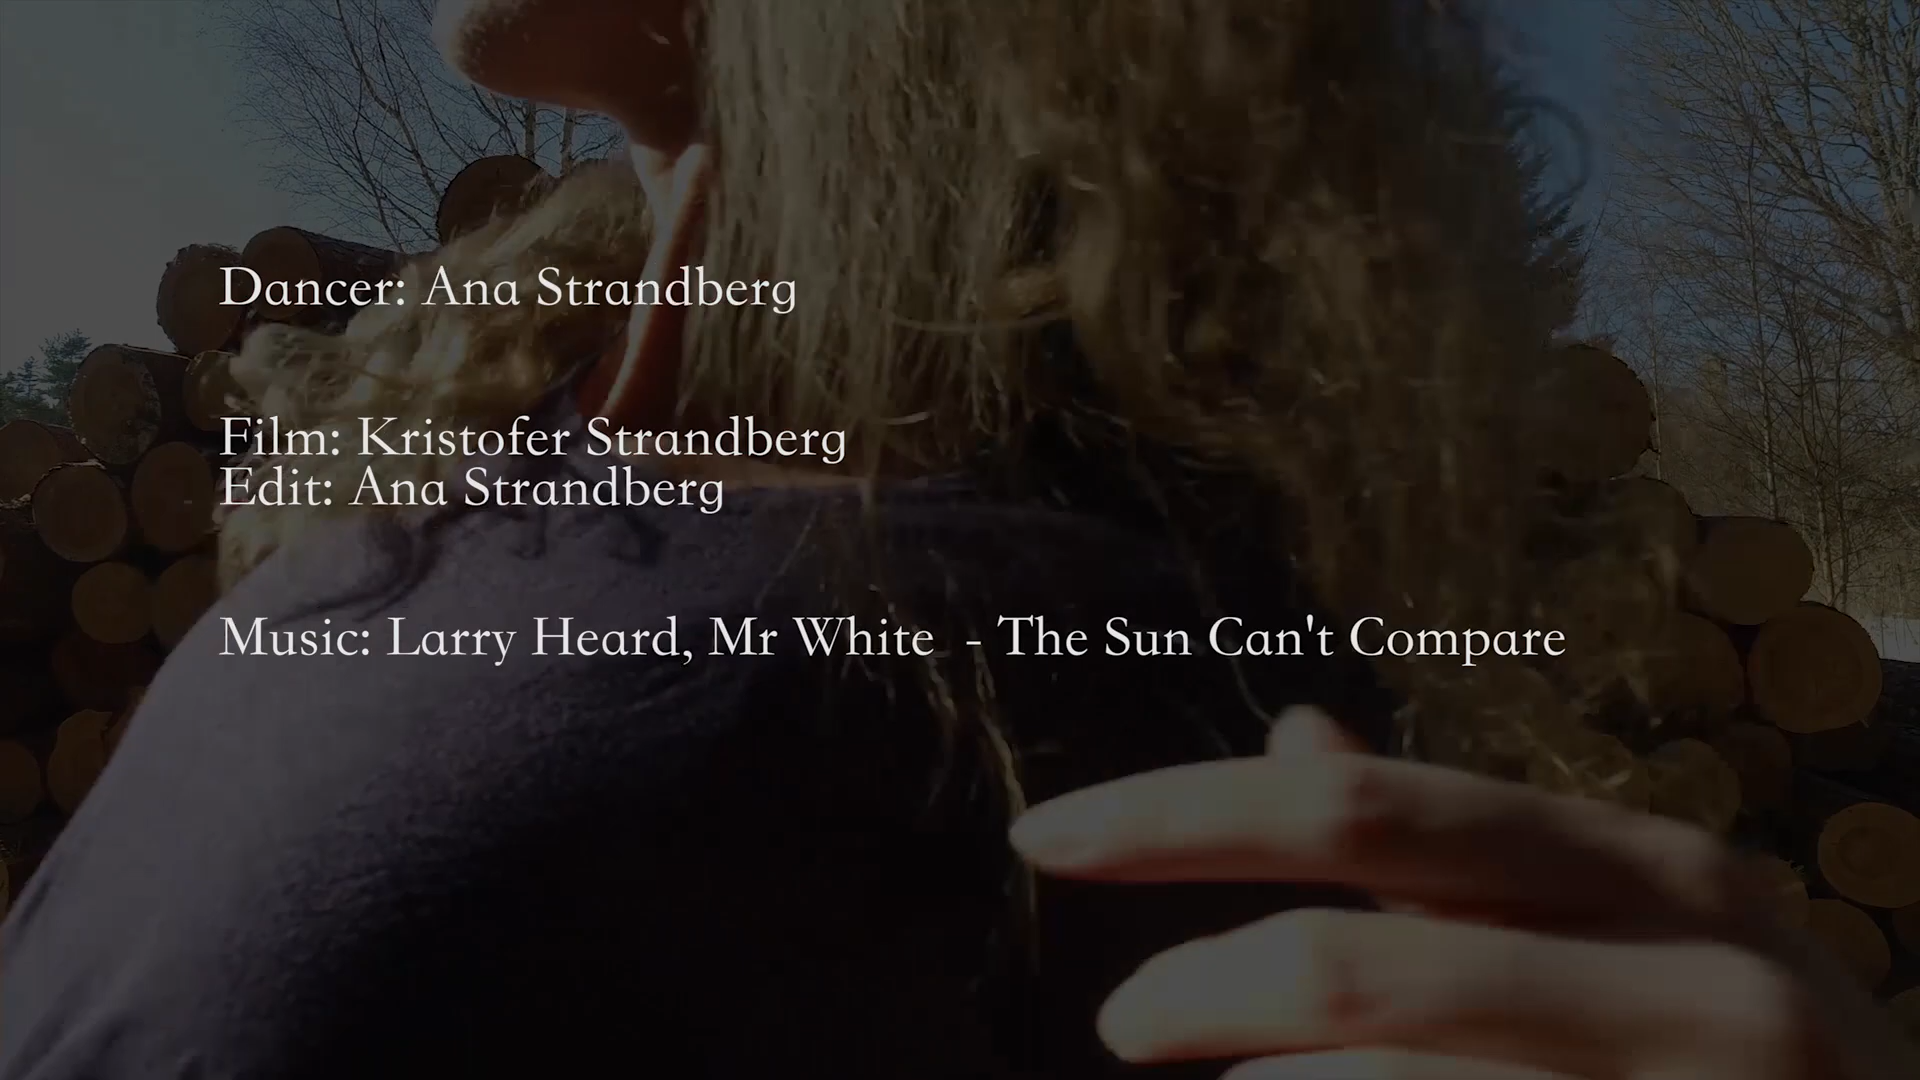 Dancer: Ana Strandberg
Film: Kristofer Strandberg
Edit: Ana Strandberg
Music: Larry Heard, Mr White - The Sun Can't Compare